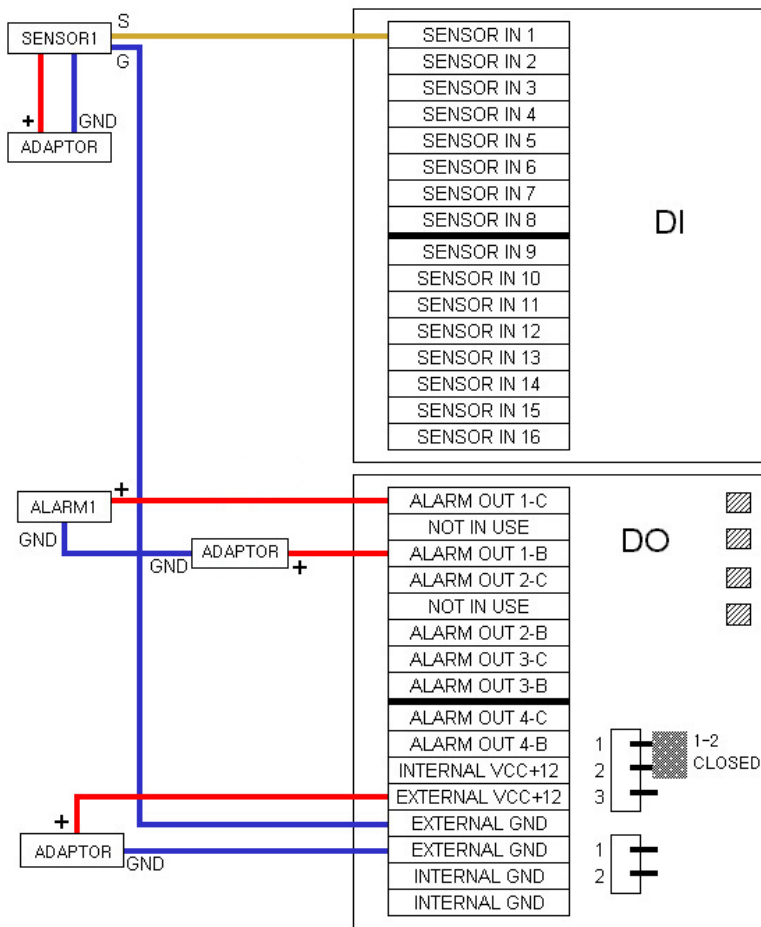 S
SENSOR1
G
+
GND
ADAPTOR
SENSOR IN 1
SENSOR IN 2
SENSOR IN 3
SENSOR IN 4
SENSOR IN 5
SENSOR IN 6
SENSOR IN 7
SENSOR IN 8
SENSOR IN 9
SENSOR IN 10
SENSOR IN 11
SENSOR IN 12
SENSOR IN 13
SENSOR IN 14
SENSOR IN 15
SENSOR IN 16
DI
+
ALARM1
GND
GND
ADAPTOR
+
ALARM OUT 1-C
NOT IN USE
ALARM OUT 1-B
ALARM OUT 2-C
NOT IN USE
ALARM OUT 2-B
ALARM OUT 3-C
ALARM OUT 3-B
ALARM OUT 4-C
ALARM OUT 4-B
INTERNAL VCC+12
EXTERNAL VCC+12
EXTERNAL GND
EXTERNAL GND
INTERNAL GND
INTERNAL GND
DO
1
2
3
1-2
CLOSED
1
2
+
ADAPTOR
GND